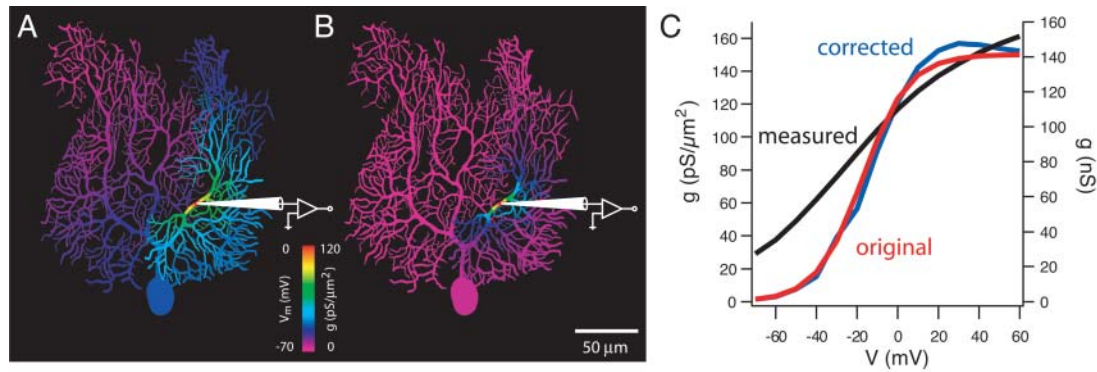 A
B
C
0
120
V_m (mV)
g (pS/µm²)
-70
0
50 µm
corrected
measured
original
g (pS/µm²)
160
140
120
100
80
60
40
20
0
160
140
120
100
80
60
40
20
0
g (nS)
-60 -40 -20 0 20 40 60
V (mV)